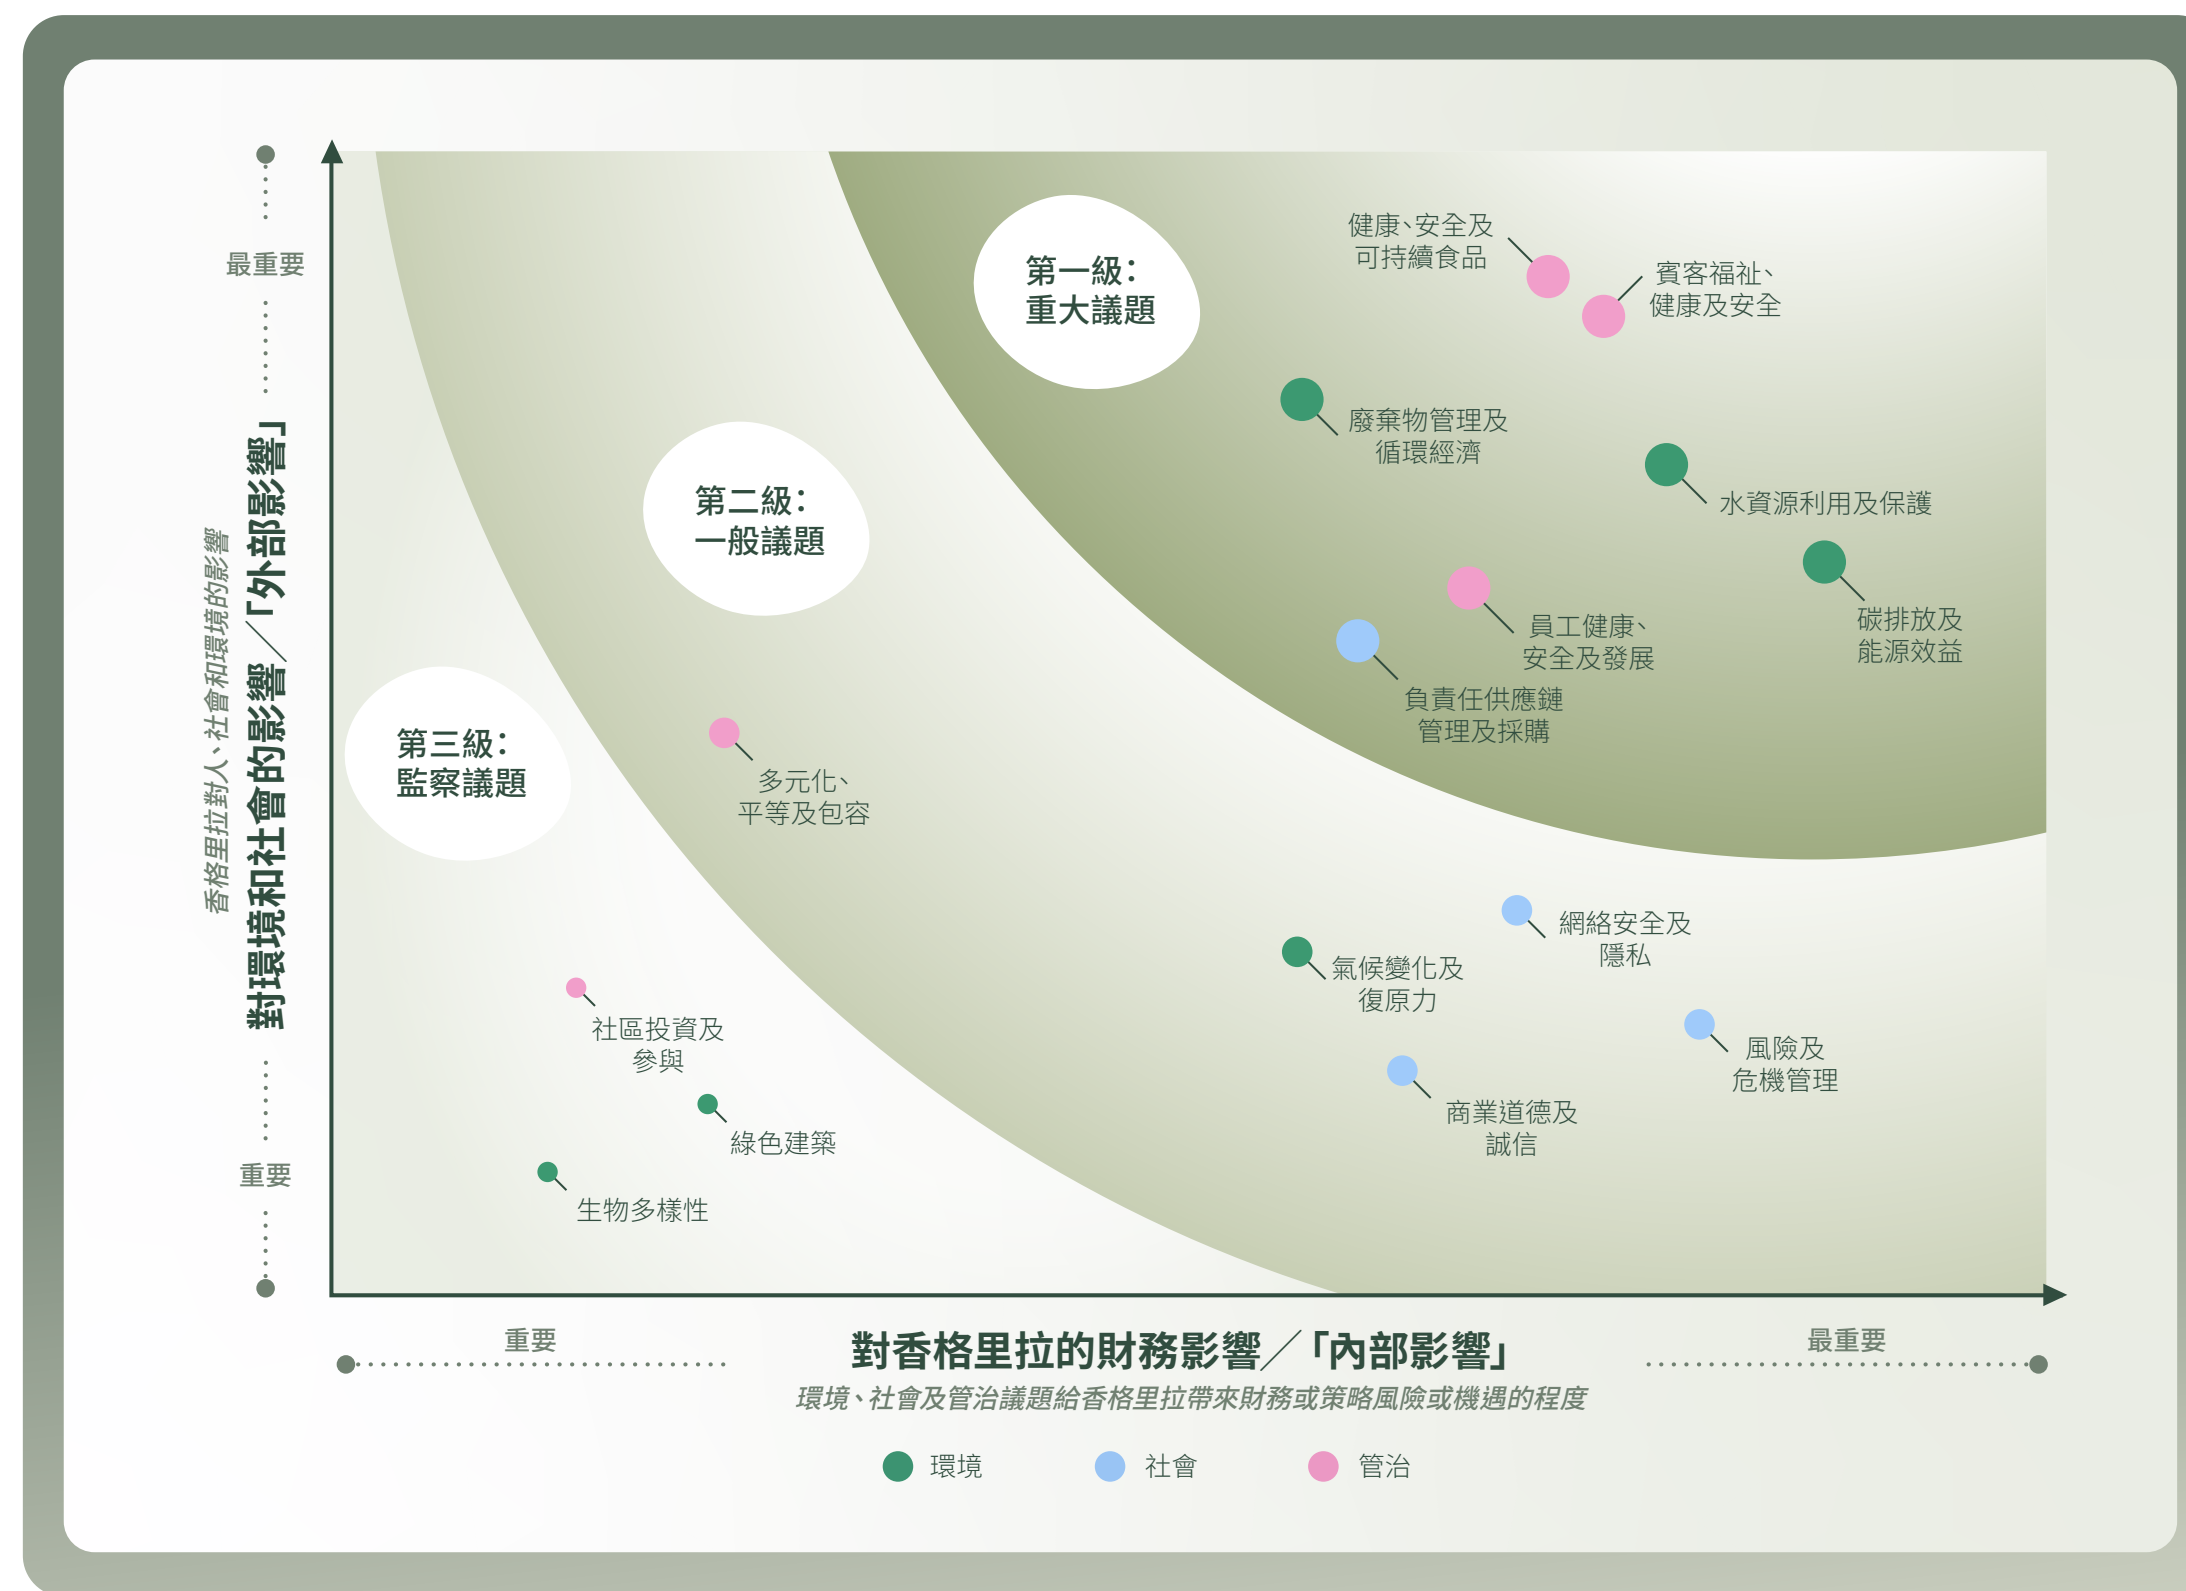 最重要
香格里拉對人、社會和環境的影響
對環境和社會的影響／「外部影響」
重要
第一級：
重大議題
第二級：
一般議題
第三級：
監察議題
健康、安全及
可持續食品
賓客福祉、
健康及安全
廢棄物管理及
循環經濟
水資源利用及保護
碳排放及
能源效益
員工健康、
安全及發展
負責任供應鏈
管理及採購
多元化、
平等及包容
網絡安全及
隱私
氣候變化及
復原力
風險及
危機管理
商業道德及
誠信
社區投資及
參與
綠色建築
生物多樣性
重要
對香格里拉的財務影響／「內部影響」
最重要
環境、社會及管治議題給香格里拉帶來財務或策略風險或機遇的程度
環境
社會
管治